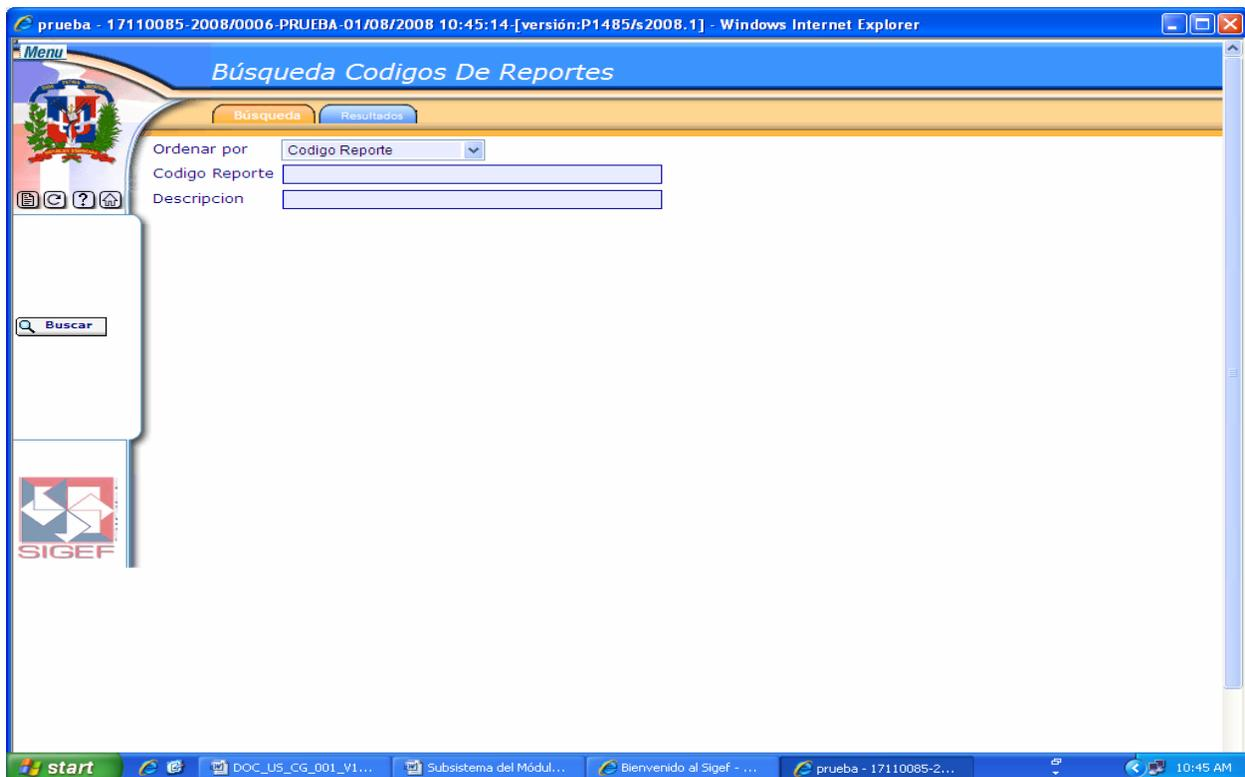 prueba - 17110085-2008/0006-PRUEBA-01/08/2008 10:45:14-[versión:P1485/s2008.1] - Windows Internet Explorer
Menu
Búsqueda Codigos De Reportes
Búsqueda Resultados
Ordenar por Codigo Reporte
Codigo Reporte
Descripcion
Buscar
SIGEF
start DOC_US_CG_001_V1... Subsistema del Módul... Bienvenido al Sigef - ... prueba - 17110085-2... 10:45 AM